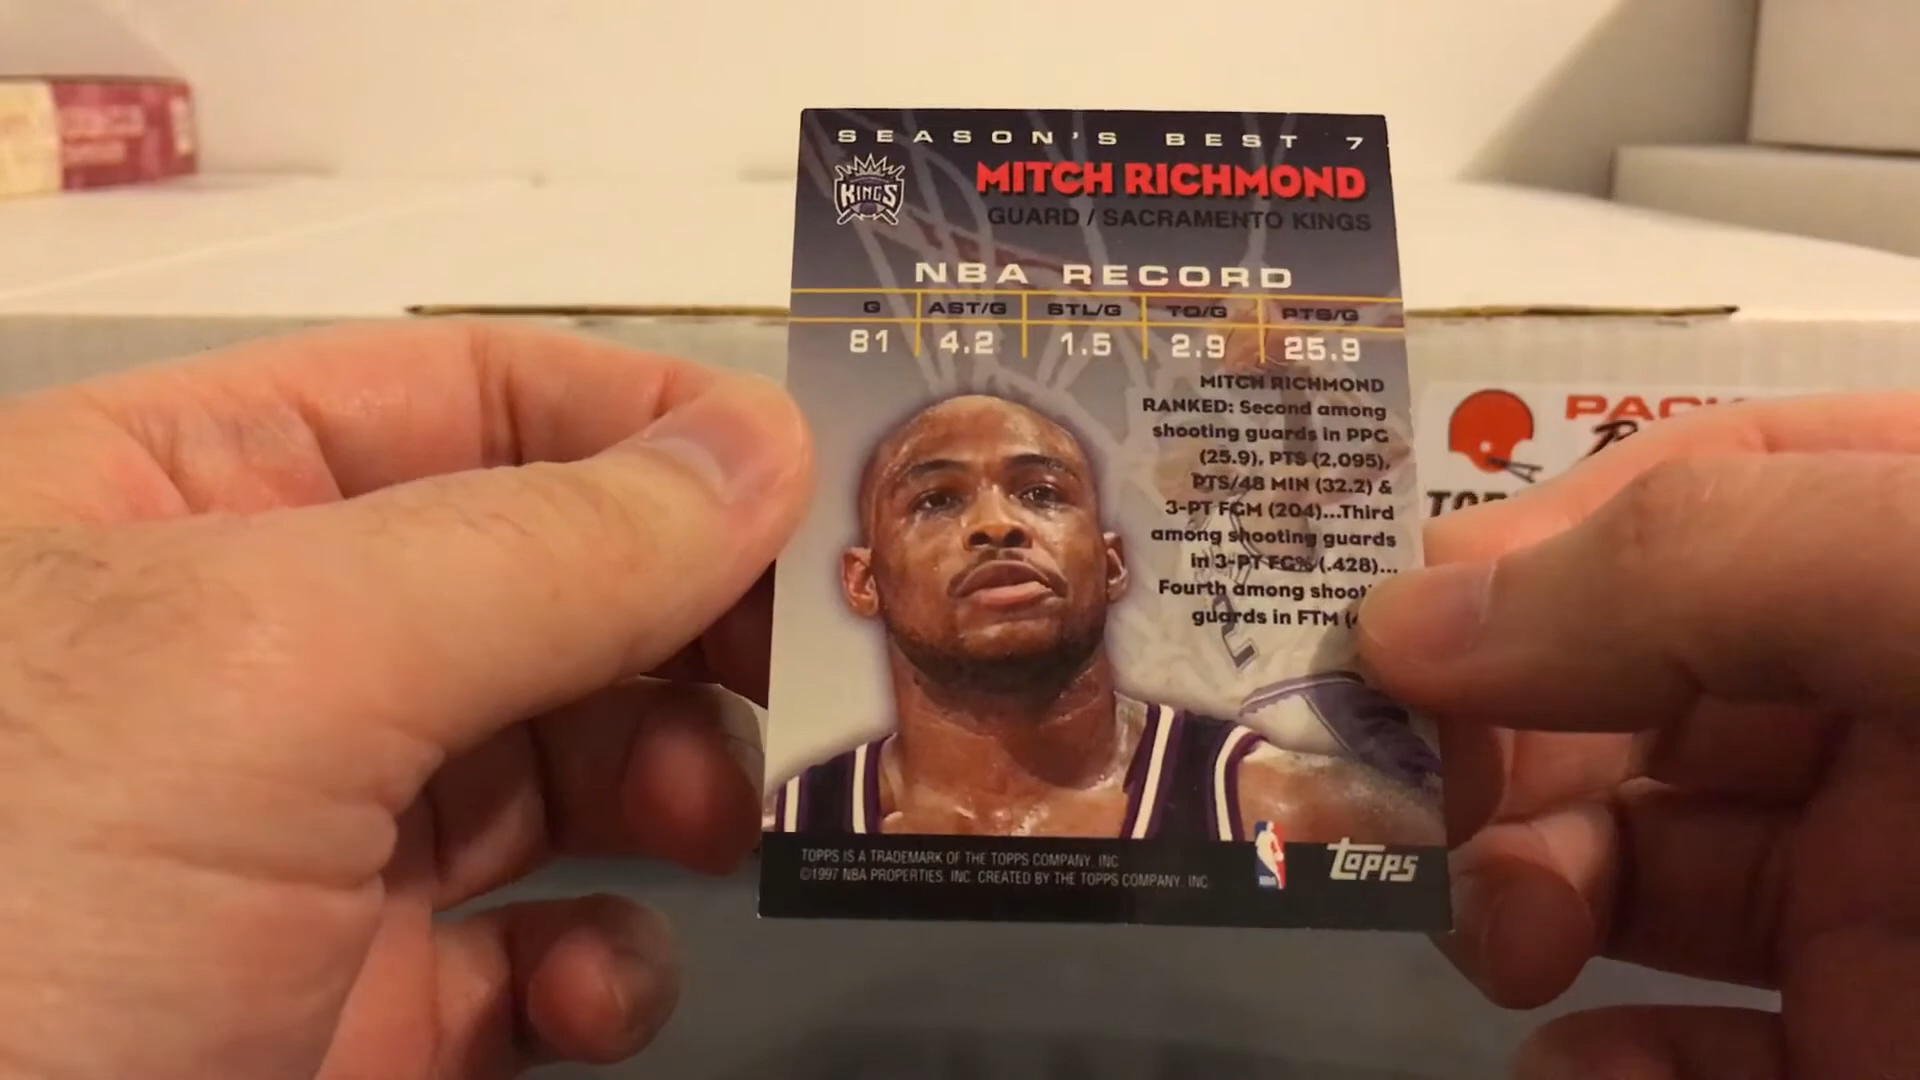 SEASON'S BEST 7
KINGS
MITCH RICHMOND
GUARD / SACRAMENTO KINGS
NBA RECORD
G AST/G STL/G TO/G PTS/G
81 4.2 1.5 2.9 25.9
MITCH RICHMOND
RANKED: Second among
shooting guards in PPG
(25.9), PTS (2,095),
PTS/48 MIN (32.2) &
3-PT FGM (204)...Third
among shooting guards
in 3-PT FG% (.428)...
Fourth among
guards in FTM
TOPPS IS A TRADEMARK OF THE TOPPS COMPANY, INC
©1997 NBA PROPERTIES, INC. CREATED BY THE TOPPS COMPANY, INC
NBA
TOPPS